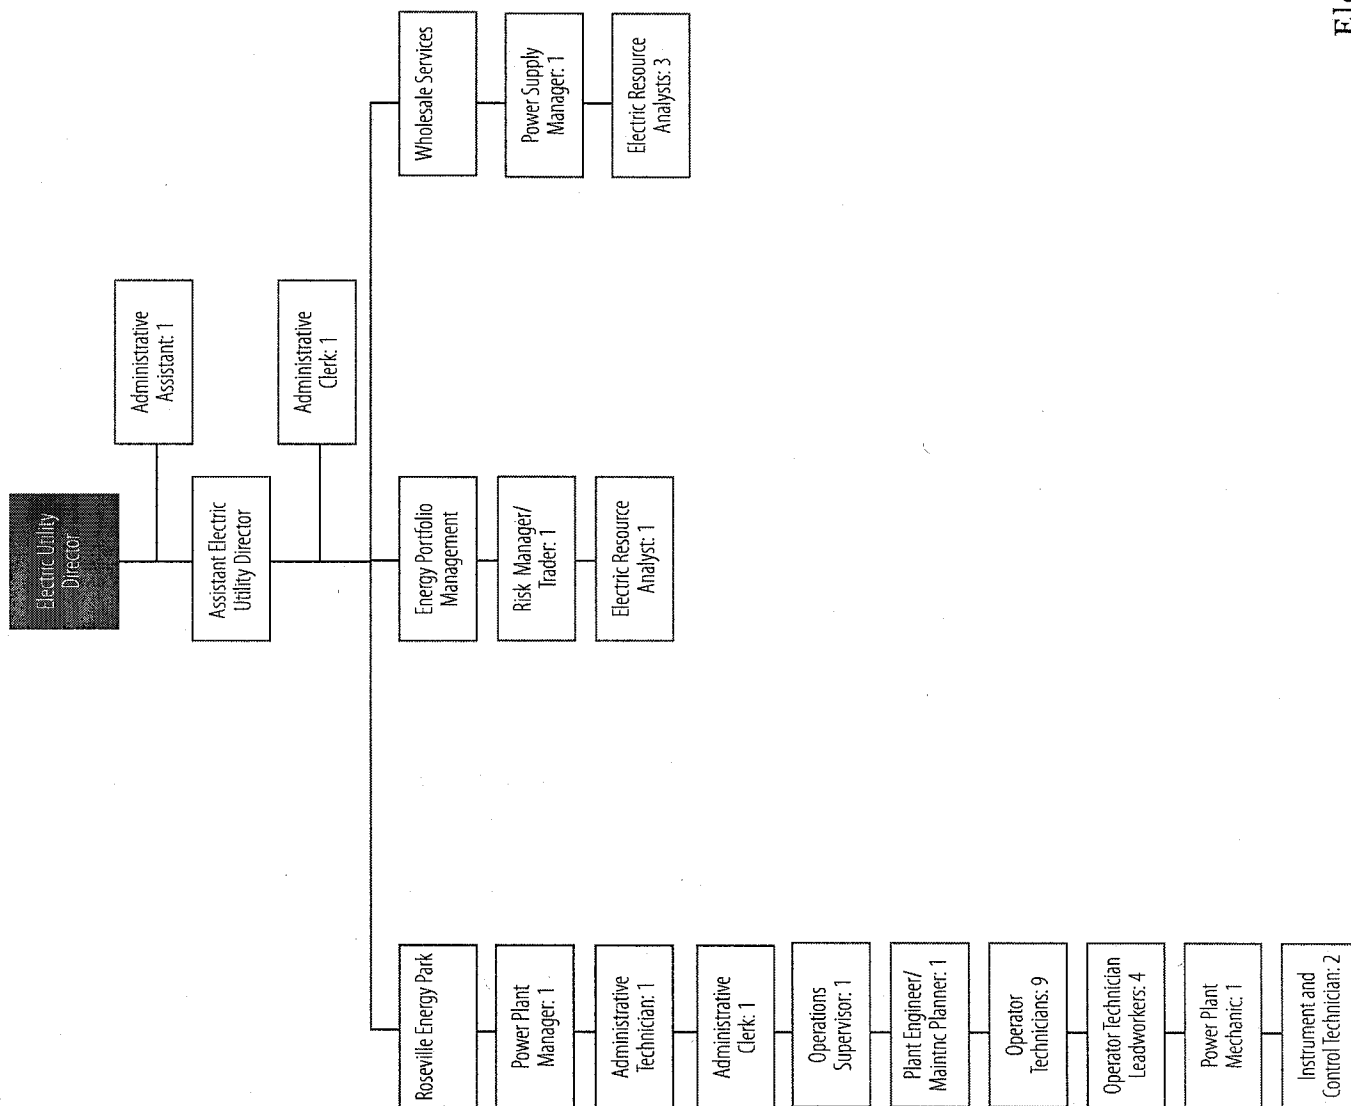 Electric Utility
Director
Administrative
Assistant: 1
Assistant Electric
Utility Director
Administrative
Clerk: 1
Roseville Energy Park
Power Plant
Manager: 1
Administrative
Technician: 1
Administrative
Clerk: 1
Operations
Supervisor: 1
Plant Engineer/
Maintnc Planner: 1
Operator
Technicians: 9
Operator Technician
Leadworkers: 4
Power Plant
Mechanic: 1
Instrument and
Control Technician: 2
Energy Portfolio
Management
Risk Manager/
Trader: 1
Electric Resource
Analyst: 1
Wholesale Services
Power Supply
Manager: 1
Electric Resource
Analysts: 3